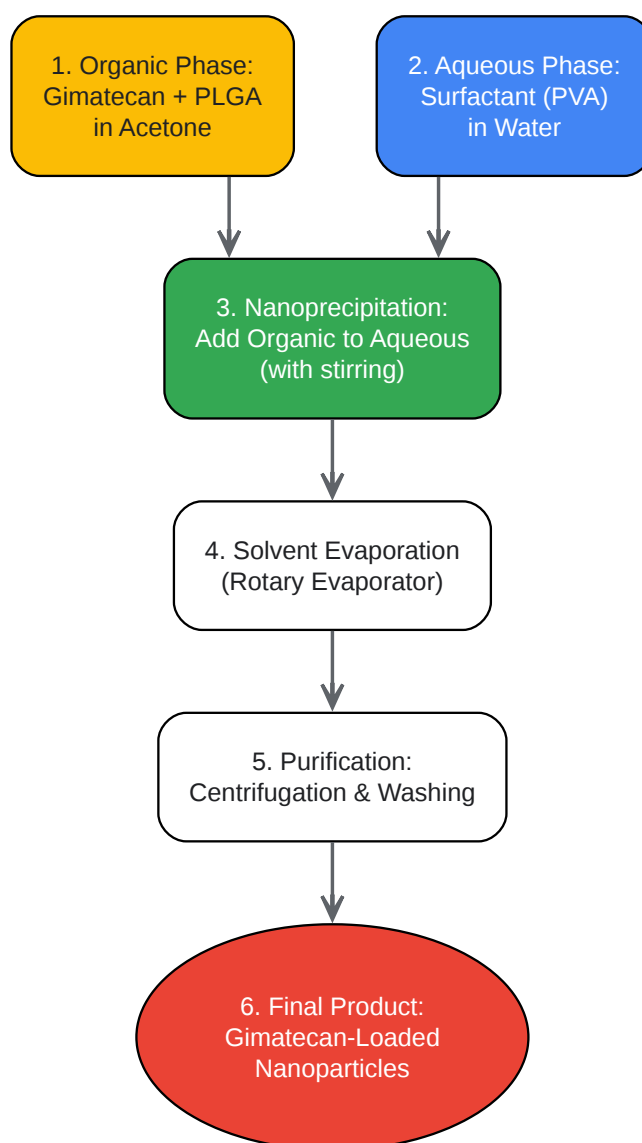 1. Organic Phase:
Gimatecan + PLGA
in Acetone
2. Aqueous Phase:
Surfactant (PVA)
in Water
3. Nanoprecipitation:
Add Organic to Aqueous
(with stirring)
4. Solvent Evaporation
(Rotary Evaporator)
5. Purification:
Centrifugation & Washing
6. Final Product:
Gimatecan-Loaded
Nanoparticles